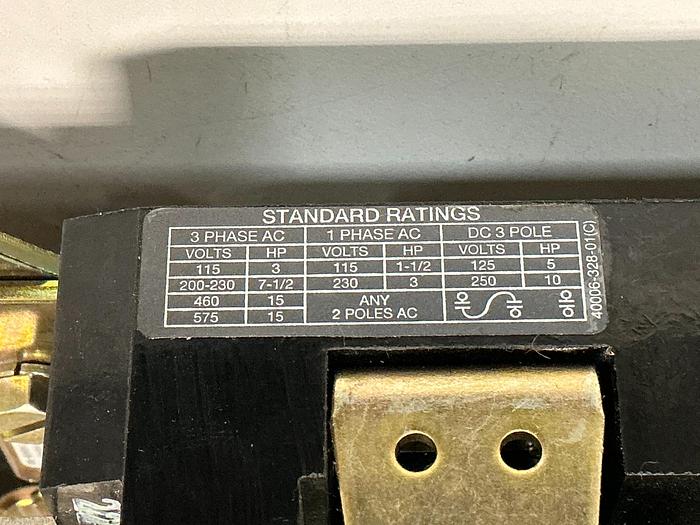 STANDARD RATINGS
3 PHASE AC 1 PHASE AC DC 3 POLE
VOLTS HP VOLTS HP VOLTS HP
115 3 115 1-1/2 125 5
200-230 7-1/2 230 3 250 10
460 15 ANY
575 15 2 POLES AC
40006-328-01(C)